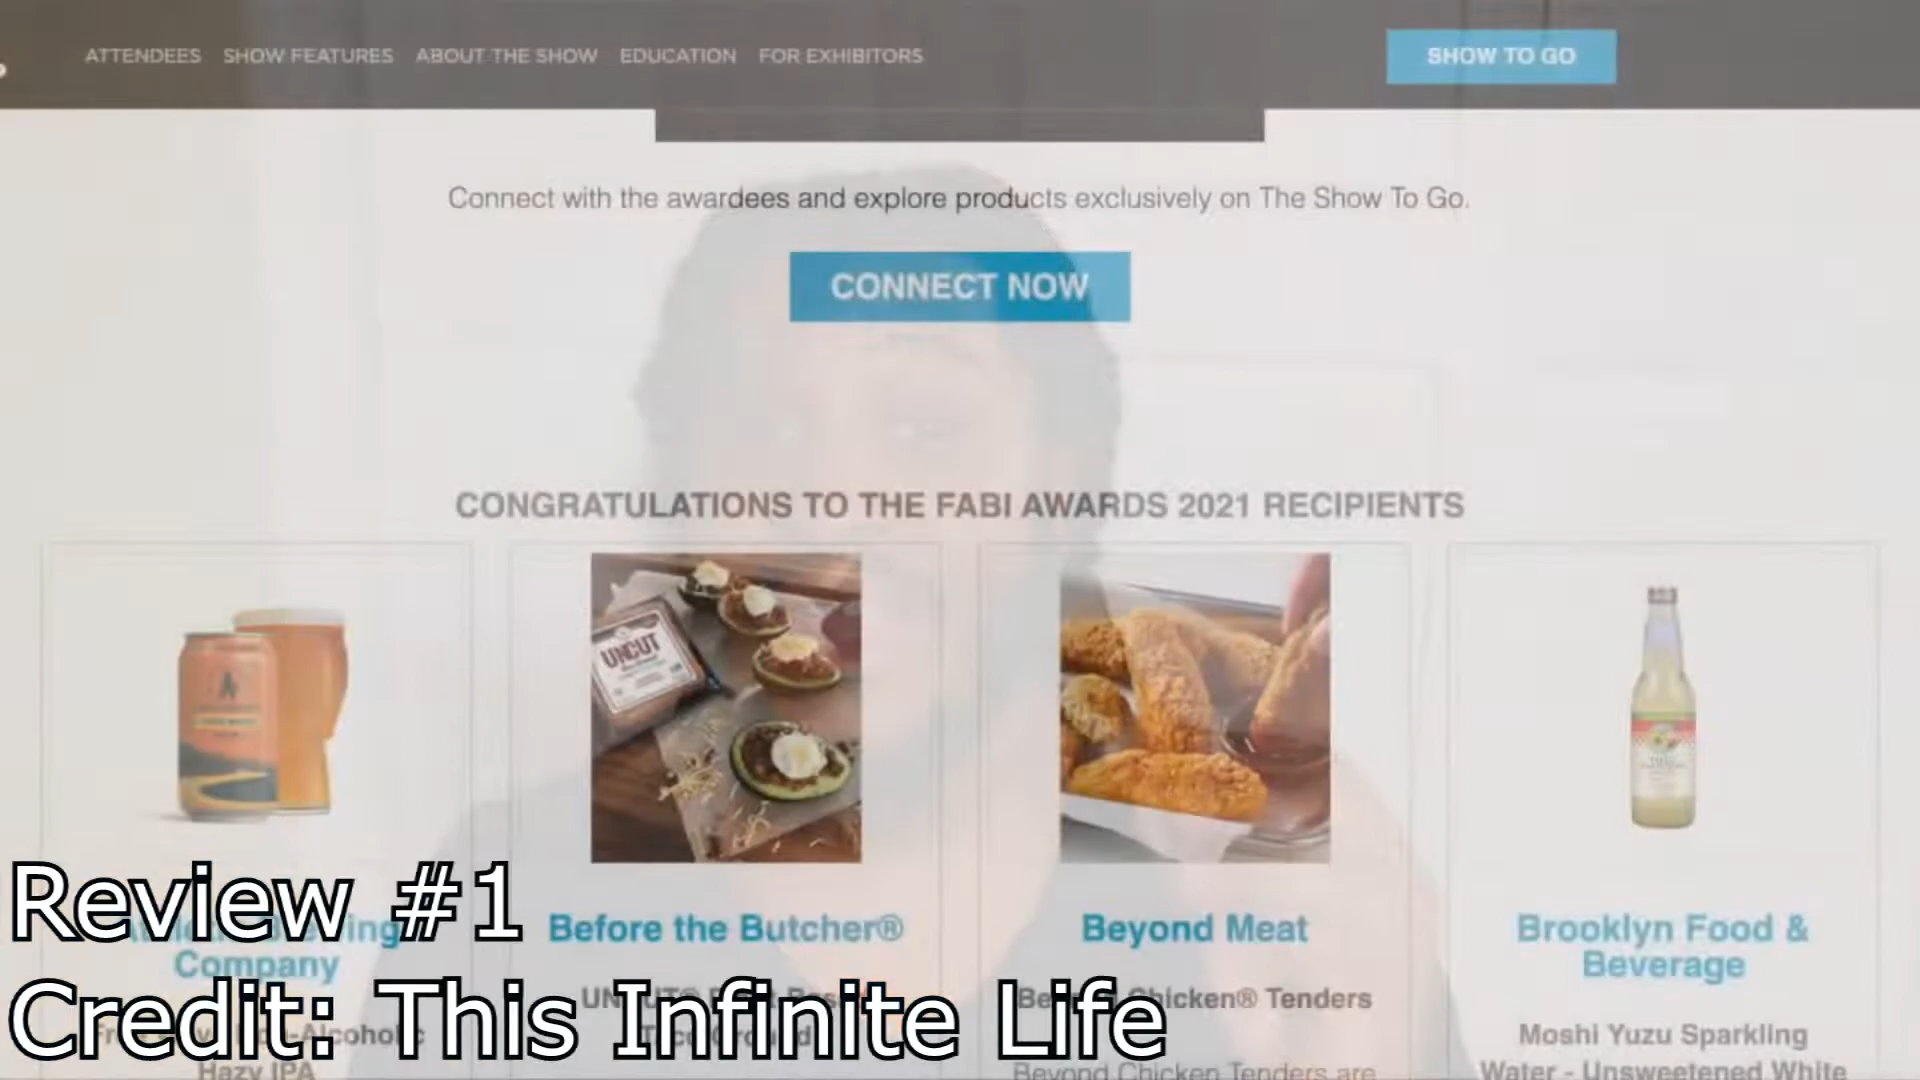 ATTENDEES SHOW FEATURES ABOUT THE SHOW EDUCATION FOR EXHIBITORS SHOW TO GO
Connect with the awardees and explore products exclusively on The Show To Go.
CONNECT NOW
CONGRATULATIONS TO THE FABI AWARDS 2021 RECIPIENTS
UNCUT
Review #1
Company
Before the Butcher®
Beyond Meat
Beyond Chicken® Tenders
Beyond Chicken Tenders are
Brooklyn Food &
Beverage
Moshi Yuzu Sparkling
Water - Unsweetened White
Hazy IPA
Credit: This Infinite Life